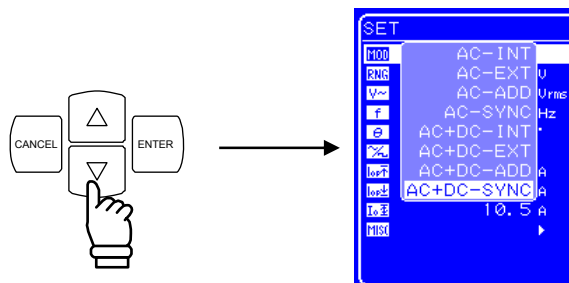 CANCEL
ENTER
SET
MOD
AC-INT
RNG
AC-EXT V
V~
AC-ADD Vrms
f
AC-SYNC Hz
θ
AC+DC-INT °
AC+DC-EXT
AC+DC-ADD A
AC+DC-SYNC A
10.5 A
MISC